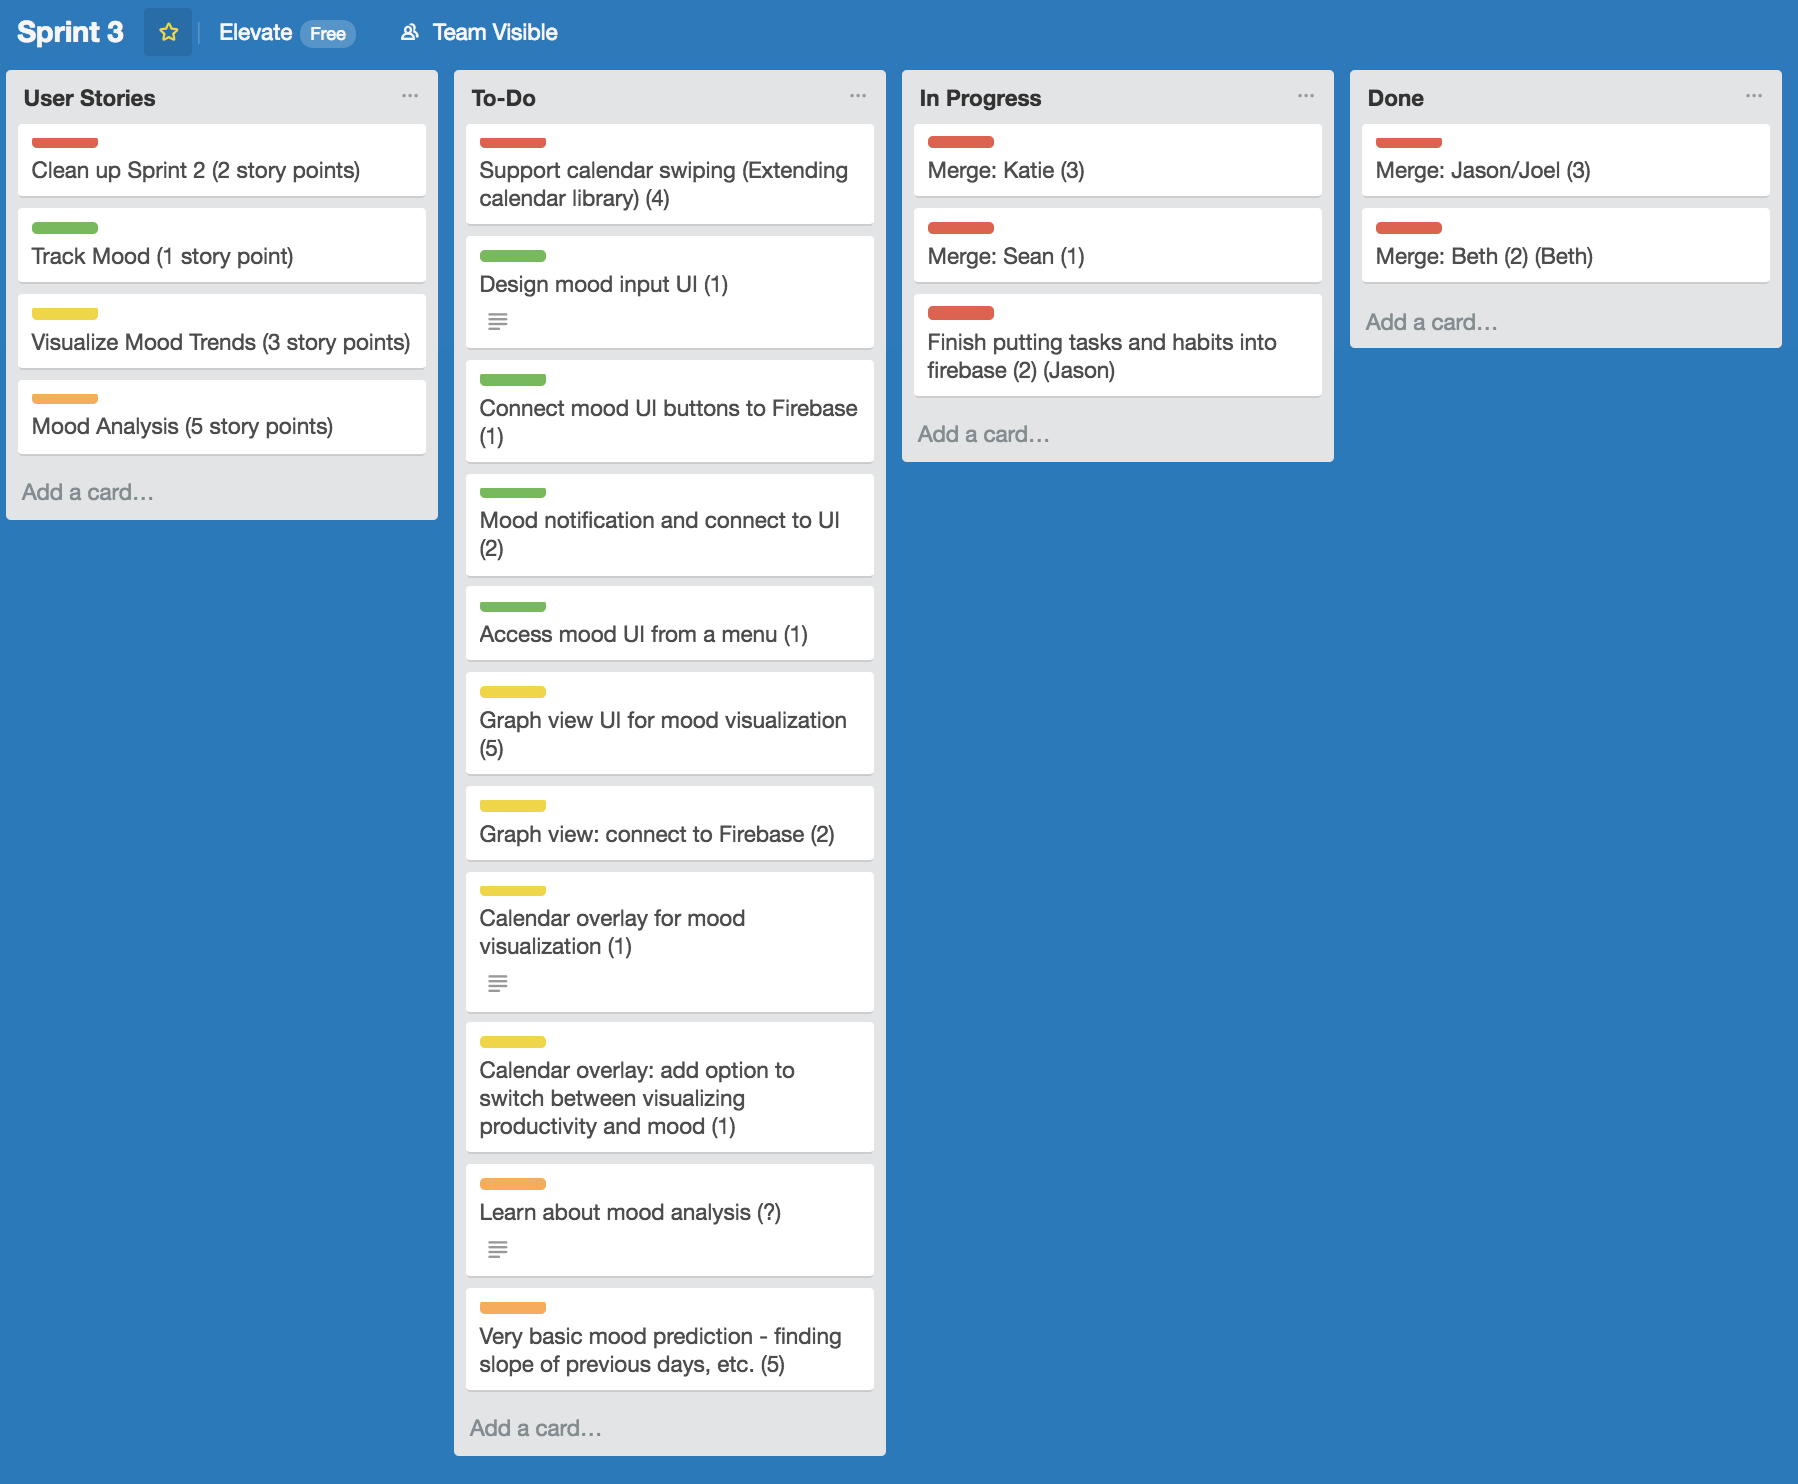 Sprint 3
Elevate Free
Team Visible
User Stories
Clean up Sprint 2 (2 story points)
Track Mood (1 story point)
Visualize Mood Trends (3 story points)
Mood Analysis (5 story points)
Add a card…
To-Do
Support calendar swiping (Extending
calendar library) (4)
Design mood input UI (1)
Connect mood UI buttons to Firebase
(1)
Mood notification and connect to UI
(2)
Access mood UI from a menu (1)
Graph view UI for mood visualization
(5)
Graph view: connect to Firebase (2)
Calendar overlay for mood
visualization (1)
Calendar overlay: add option to
switch between visualizing
productivity and mood (1)
Learn about mood analysis (?)
Very basic mood prediction - finding
slope of previous days, etc. (5)
Add a card…
In Progress
Merge: Katie (3)
Merge: Sean (1)
Finish putting tasks and habits into
firebase (2) (Jason)
Add a card…
Done
Merge: Jason/Joel (3)
Merge: Beth (2) (Beth)
Add a card…